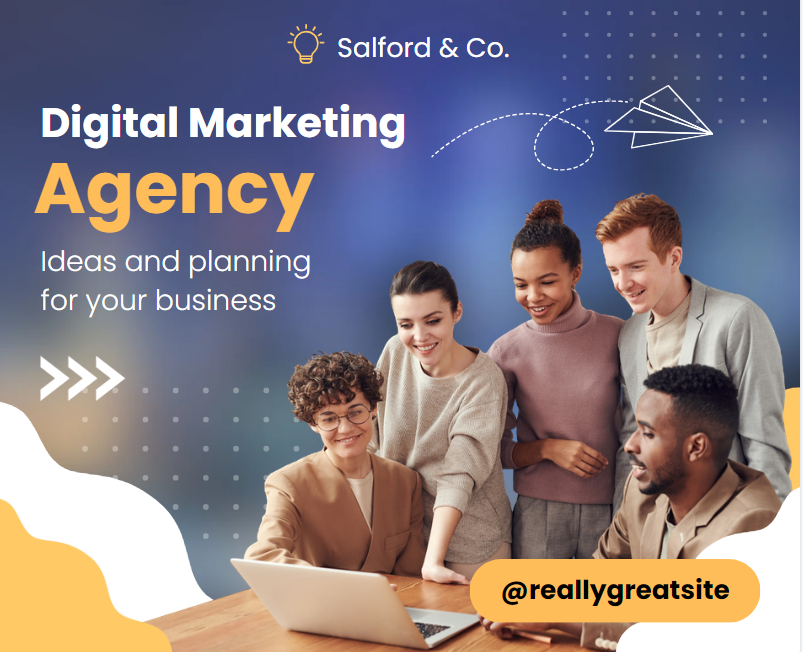 Salford & Co.
Digital Marketing
Agency
Ideas and planning
for your business
@reallygreatsite